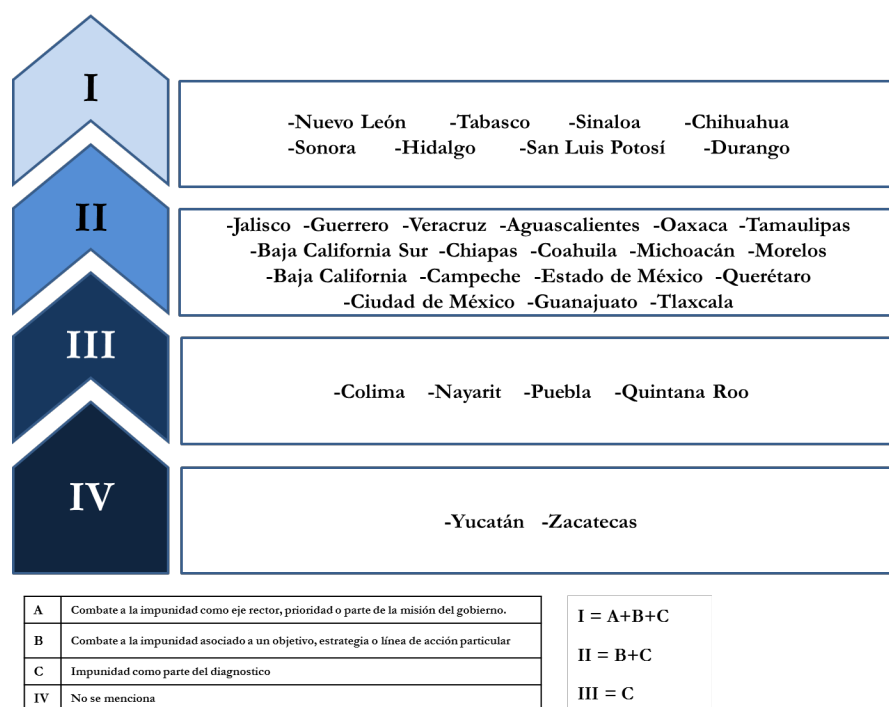 I
-Nuevo León -Tabasco -Sinaloa -Chihuahua
-Sonora -Hidalgo -San Luis Potosí -Durango
II
-Jalisco -Guerrero -Veracruz -Aguascalientes -Oaxaca -Tamaulipas
-Baja California Sur -Chiapas -Coahuila -Michoacán -Morelos
-Baja California -Campeche -Estado de México -Querétaro
-Ciudad de México -Guanajuato -Tlaxcala
III
-Colima -Nayarit -Puebla -Quintana Roo
IV
-Yucatán -Zacatecas
A Combate a la impunidad como eje rector, prioridad o parte de la misión del gobierno.
B Combate a la impunidad asociado a un objetivo, estrategia o línea de acción particular
C Impunidad como parte del diagnostico
IV No se menciona
I = A+B+C
II = B+C
III = C